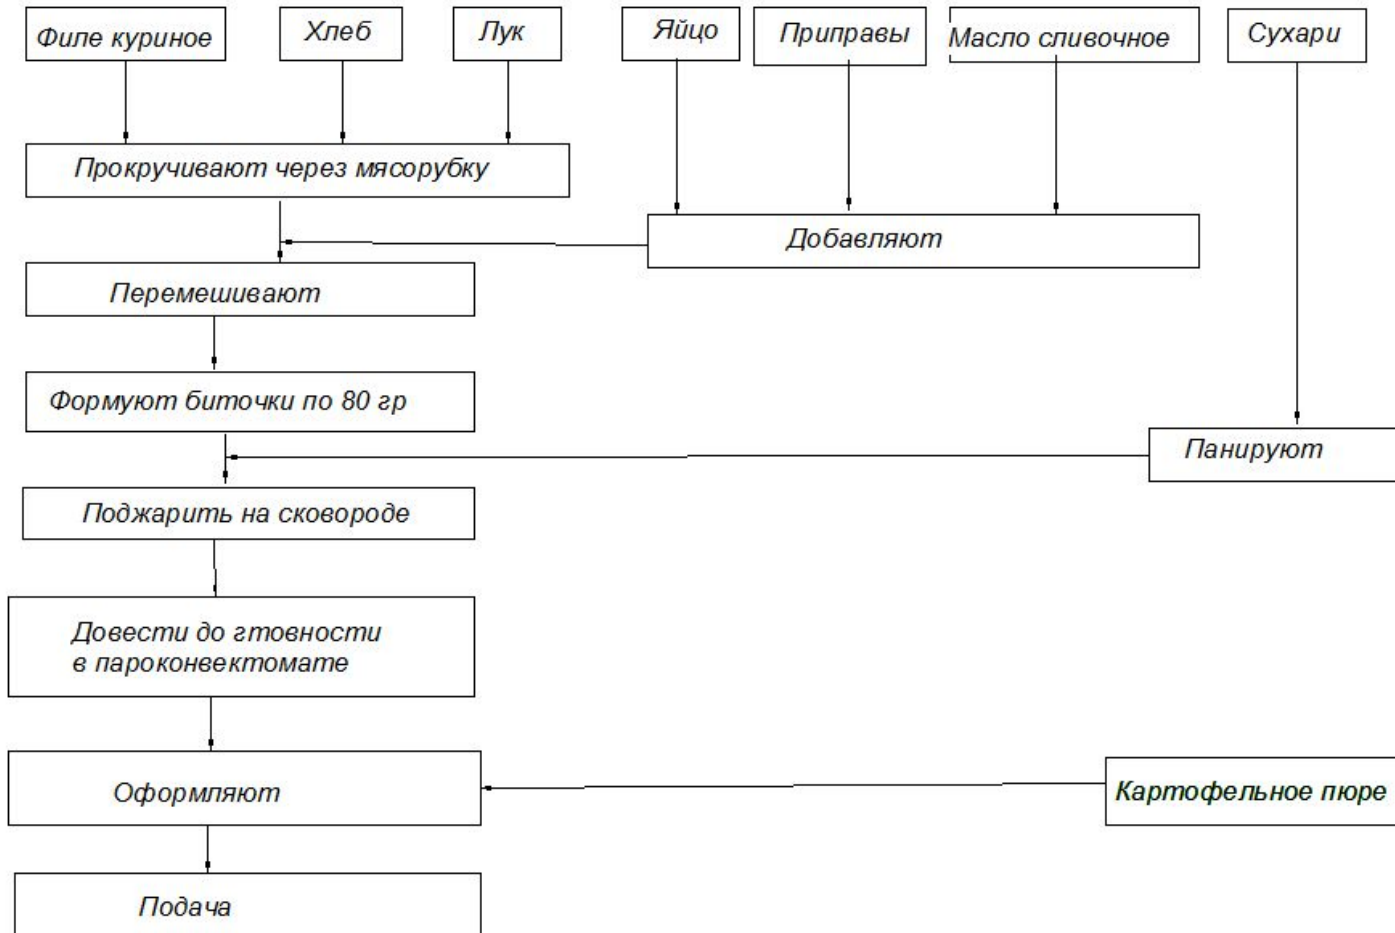 Филе куриное
Хлеб
Лук
Яйцо
Приправы
Масло сливочное
Сухари
Прокручивают через мясорубку
Добавляют
Перемешивают
Формуют биточки по 80 гр
Панируют
Поджарить на сковороде
Довести до гтовности
в пароконвектомате
Оформляют
Картофельное пюре
Подача